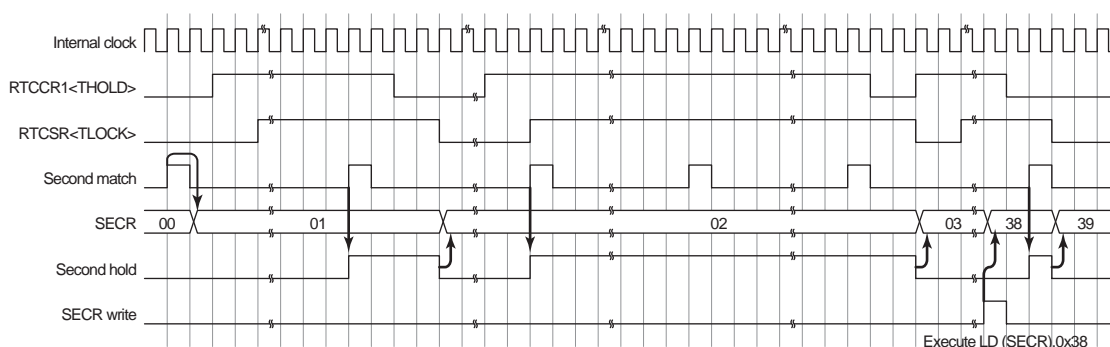 Internal clock
RTCCR1<THOLD>
RTCSR<TLOCK>
Second match
SECR 00 01 02 03 38 39
Second hold
SECR write
Execute LD (SECR),0x38